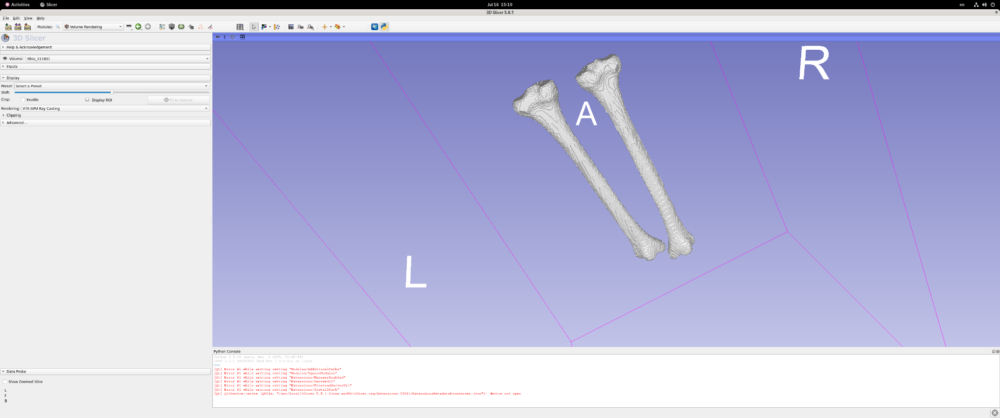 Activities Slicer Jul 16 15:19 en
3D Slicer 5.8.1
File Edit View Help
DATA DCM SAVE Modules: Volume Rendering
3D Slicer 1
Help & Acknowledgement
Volume: tibia_111801
Inputs
Display
Preset: Select a Preset
Shift:
Crop: Enable Display ROI Fit to Volume
Rendering: VTK GPU Ray Casting
Clipping
Advanced...
R
A
L
Python Console
Python 3.9.10 (main, Mar 3 2025, 01:45:56)
[GCC 7.3.1 20180303 (Red Hat 7.3.1-5)] on linux
>>>
[Qt] Error #1 while writing setting "Modules/AdditionalPaths"
[Qt] Error #1 while writing setting "Modules/IgnoreModules"
[Qt] Error #1 while writing setting "Extensions/ManagerEnabled"
[Qt] Error #1 while writing setting "Extensions/ServerUrl"
[Qt] Error #1 while writing setting "Extensions/FrontendServerUrl"
[Qt] Error #1 while writing setting "Extensions/InstallPath"
[Qt] QIODevice::write (QFile, "/usr/local/Slicer-5.8.1-linux-amd64/slicer.org/Extensions-33241/ExtensionsMetadataFromServer.json"): device not open
Data Probe
Show Zoomed Slice
L
F
B